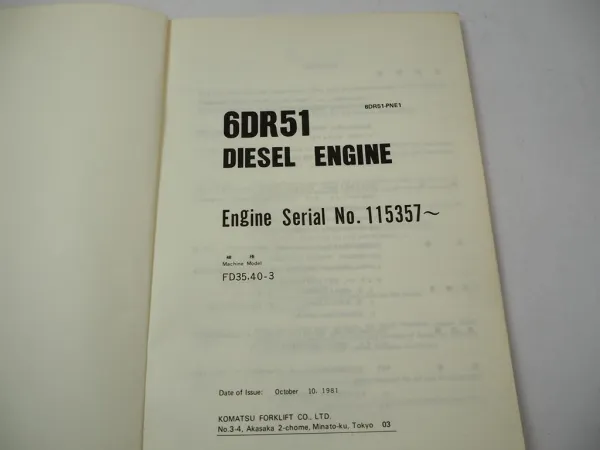 6DR51-PNE1
6DR51
DIESEL ENGINE
Engine Serial No. 115357~
Machine Model
FD35.40-3
Date of Issue: October 10, 1981
KOMATSU FORKLIFT CO., LTD.
No.3-4, Akasaka 2-chome, Minato-ku, Tokyo 03